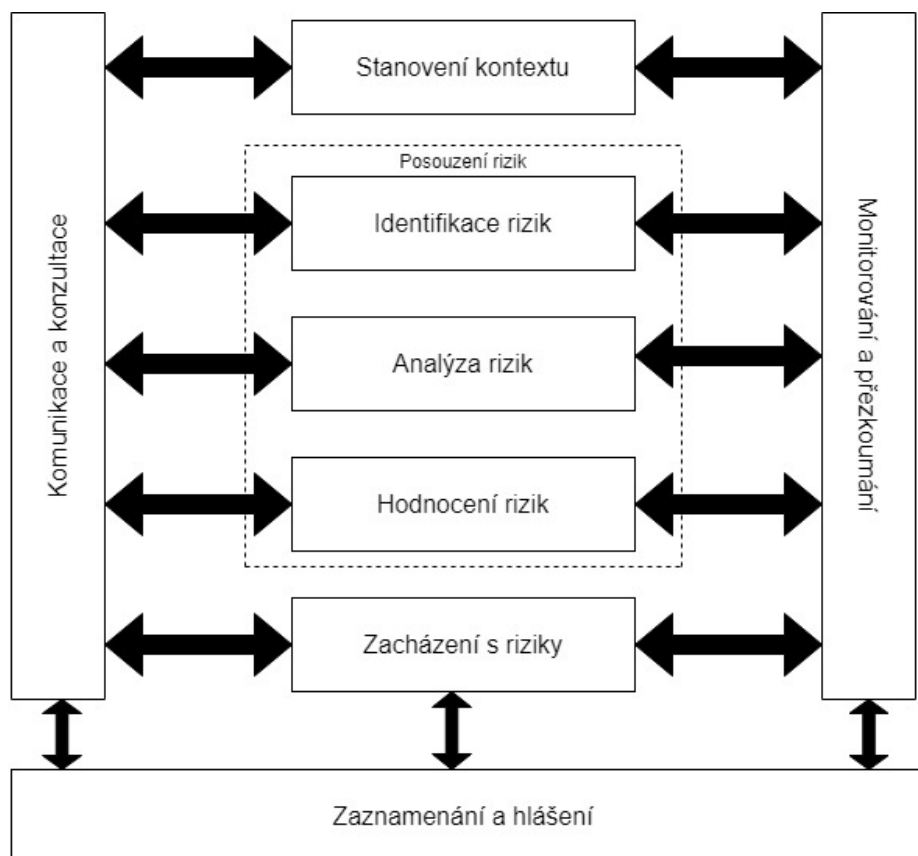 Stanovení kontextu
Posouzení rizik
Identifikace rizik
Analýza rizik
Hodnocení rizik
Zacházení s riziky
Komunikace a konzultace
Monitorování a přezkoumání
Zaznamenání a hlášení